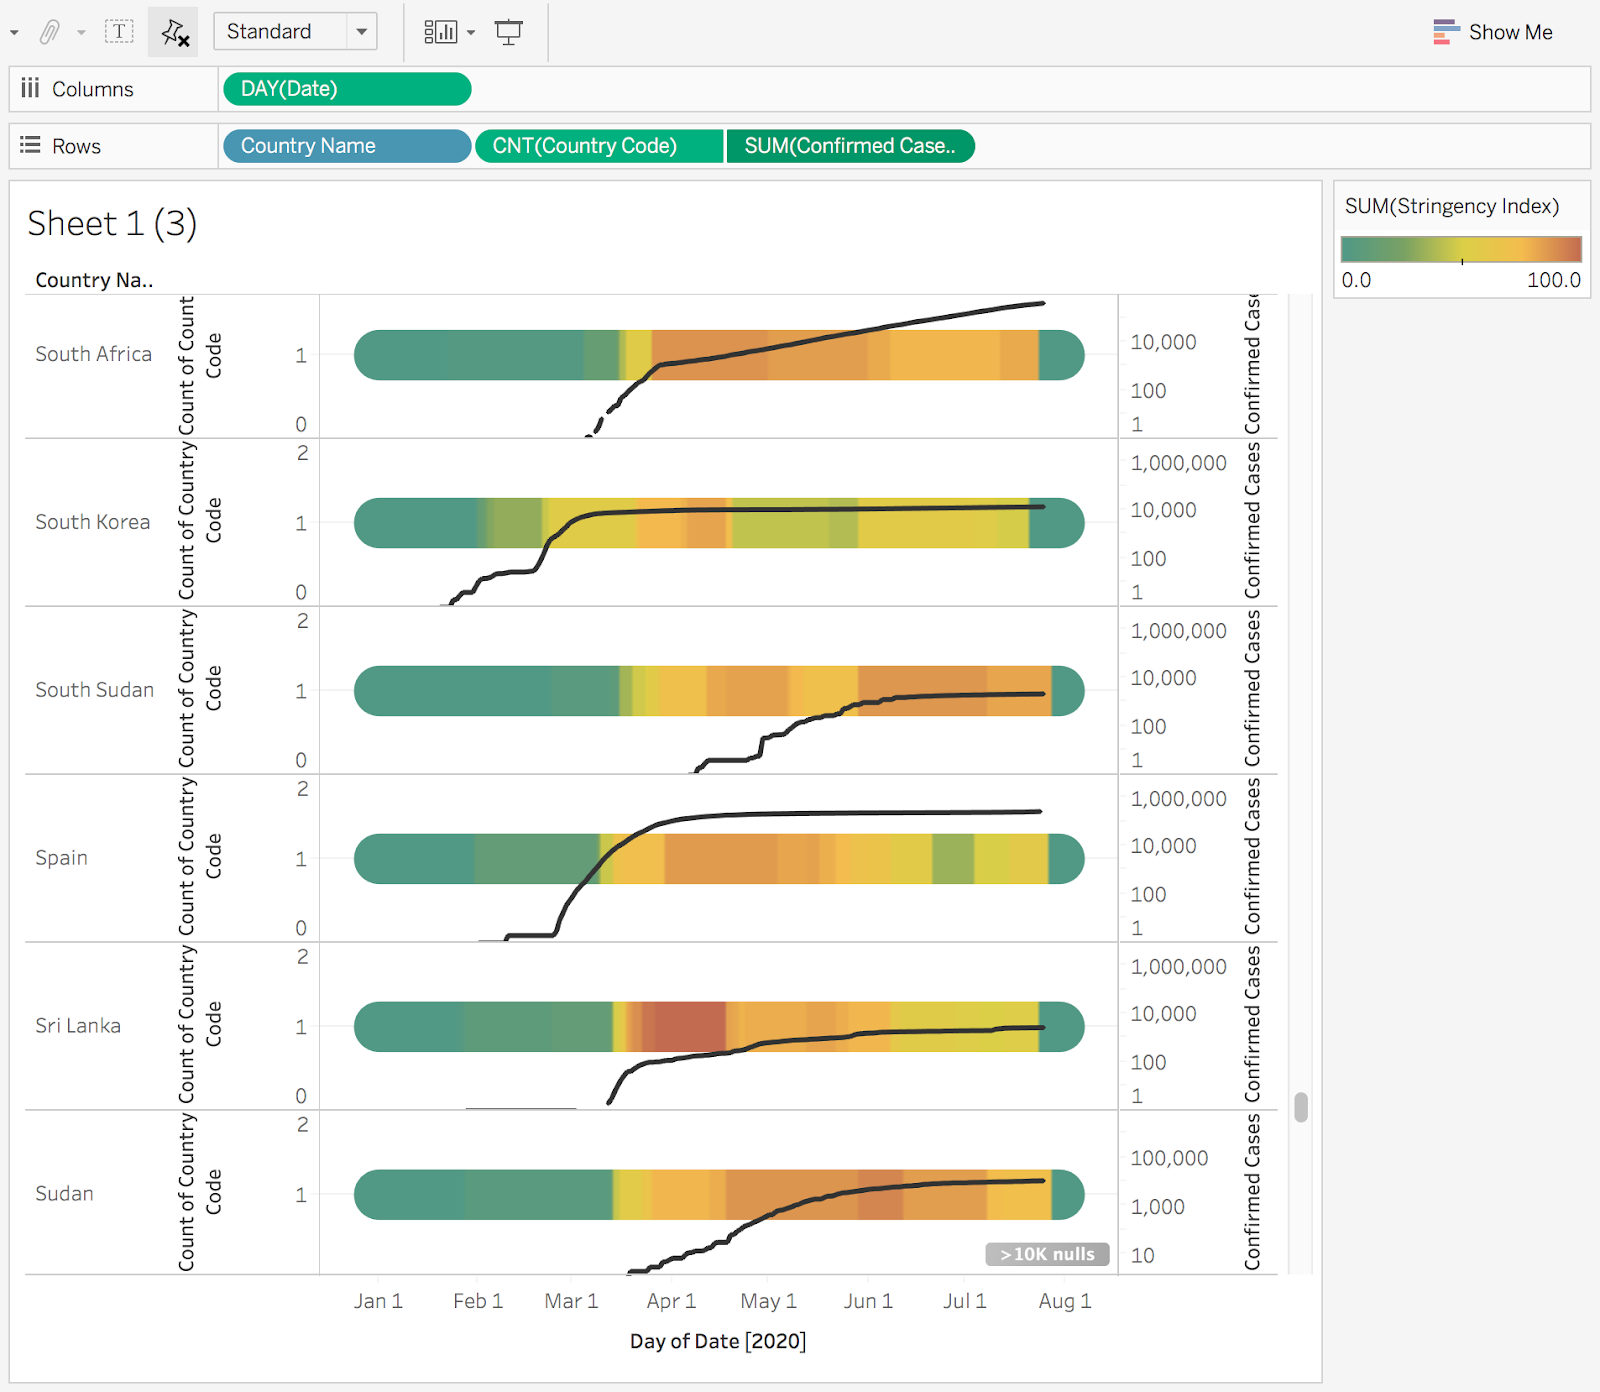 T Standard Show Me
Columns DAY(Date)
Rows Country Name CNT(Country Code) SUM(Confirmed Case..
SUM(Stringency Index)
0.0 100.0
Sheet 1 (3)
Country Na..
South Africa
Count of Count
Code
1
0
10,000
100
1
Confirmed Case
South Korea
Count of Country
Code
2
1
0
1,000,000
10,000
100
1
Confirmed Cases
South Sudan
Count of Country
Code
2
1
0
1,000,000
10,000
100
1
Confirmed Cases
Spain
Count of Country
Code
2
1
0
1,000,000
10,000
100
1
Confirmed Cases
Sri Lanka
Count of Country
Code
2
1
0
1,000,000
10,000
100
1
Confirmed Cases
Sudan
Count of Country
Code
2
1
100,000
1,000
10
Confirmed Cases
>10K nulls
Jan 1 Feb 1 Mar 1 Apr 1 May 1 Jun 1 Jul 1 Aug 1
Day of Date [2020]